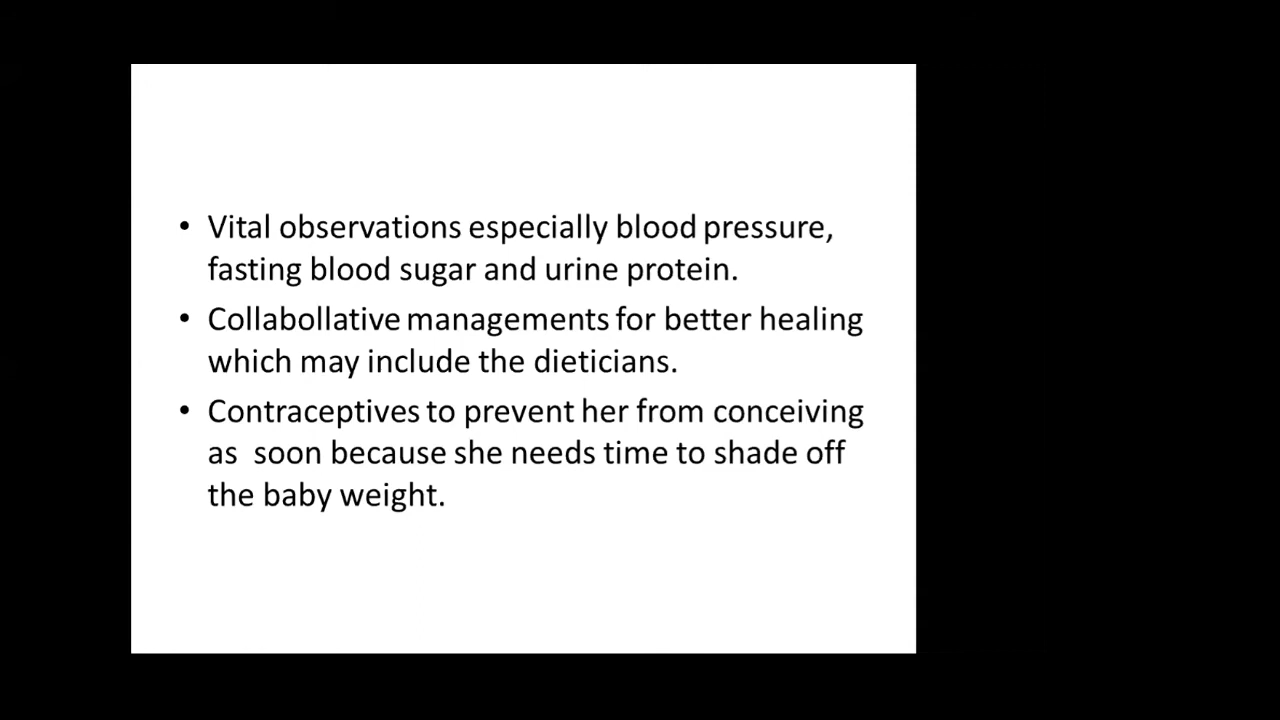 • Vital observations especially blood pressure,
fasting blood sugar and urine protein.
• Collabollative managements for better healing
which may include the dieticians.
• Contraceptives to prevent her from conceiving
as  soon because she needs time to shade off
the baby weight.